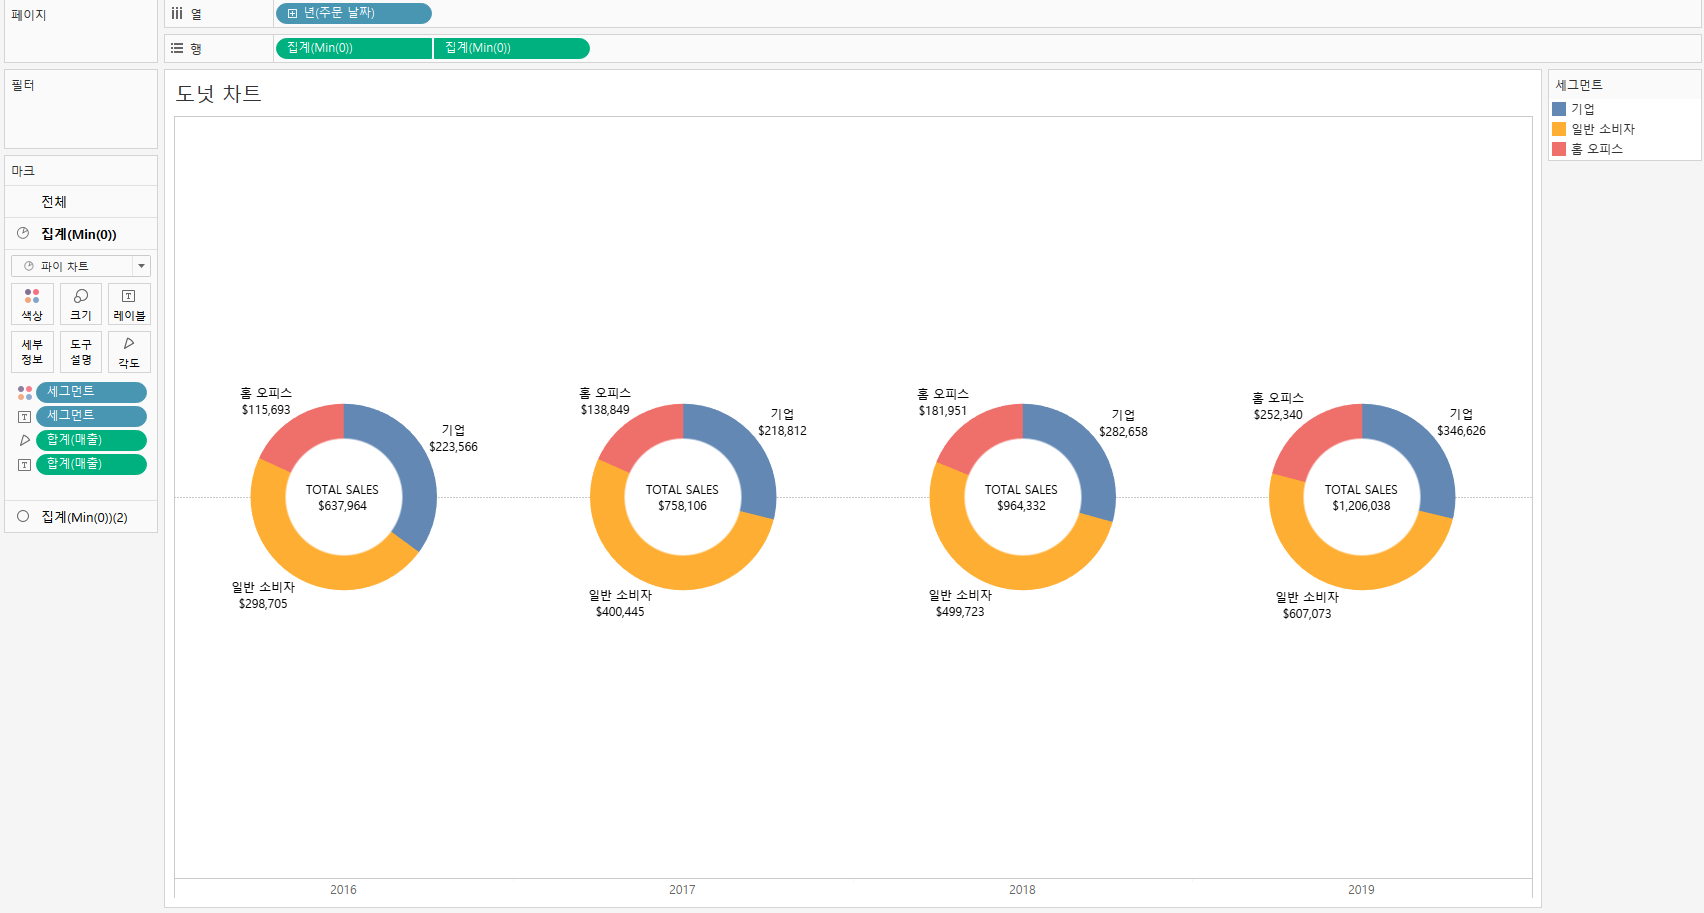 페이지
열
년(주문 날짜)
행
집계(Min(0))
집계(Min(0))
필터
마크
전체
집계(Min(0))
파이 차트
색상
크기
레이블
세부
정보
도구
설명
각도
세그먼트
세그먼트
합계(매출)
합계(매출)
집계(Min(0))(2)
도넛 차트
홈 오피스
$115,693
기업
$223,566
TOTAL SALES
$637,964
일반 소비자
$298,705
홈 오피스
$138,849
기업
$218,812
TOTAL SALES
$758,106
일반 소비자
$400,445
홈 오피스
$181,951
기업
$282,658
TOTAL SALES
$964,332
일반 소비자
$499,723
홈 오피스
$252,340
기업
$346,626
TOTAL SALES
$1,206,038
일반 소비자
$607,073
2016
2017
2018
2019
세그먼트
기업
일반 소비자
홈 오피스